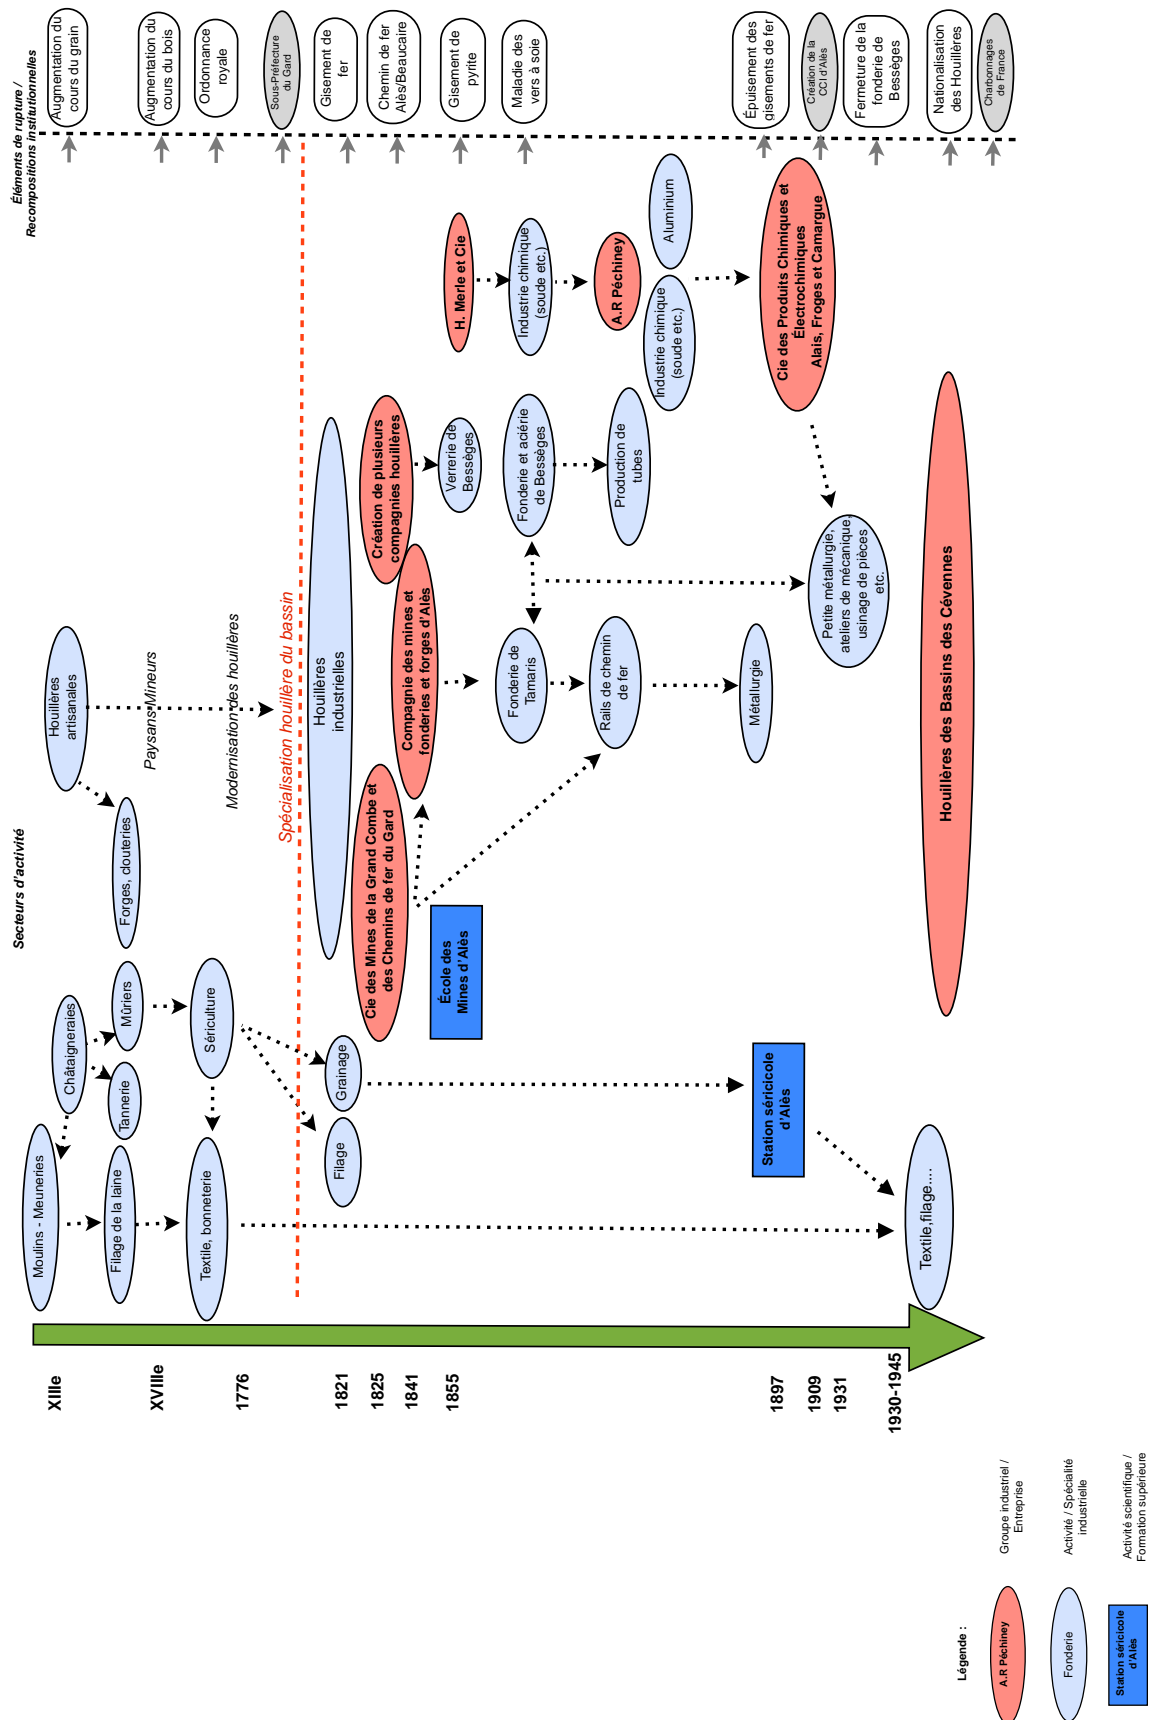 Éléments de rupture /
Recompositions institutionnelles
Augmentation du
cours du grain
Augmentation du
cours du bois
Ordonnance
royale
Sous-Préfecture
du Gard
Gisement de
fer
Chemin de fer
Alès/Beaucaire
Gisement de
pyrite
Maladie des
vers à soie
Épuisement des
gisements de fer
Création de la
CCI d'Alès
Fermeture de la
fonderie de
Bessèges
Nationalisation
des Houillères
Charbonnages
de France
H. Merle et Cie
Industrie chimique
(soude etc.)
A.R Péchiney
Aluminium
Industrie chimique
(soude etc.)
Cie des Produits Chimiques et
Électrochimiques
Alais, Froges et Camargue
Création de plusieurs
compagnies houillères
Verrerie de
Bessèges
Fonderie et aciérie
de Bessèges
Production de
tubes
Petite métallurgie,
ateliers de mécanique,
usinage de pièces
etc.
Secteurs d'activité
Houillères
artisanales
Paysans-Mineurs
Modernisation des houillères
Spécialisation houillère du bassin
Houillères
industrielles
Compagnie des mines et
fonderies et forges d'Alès
Fonderie de
Tamaris
Rails de chemin
de fer
Métallurgie
Houillères des Bassins des Cévennes
Forges, clouteries
Cie des Mines de la Grand Combe et
des Chemins de fer du Gard
École des
Mines d'Alès
Châtaigneraies
Mûriers
Tannerie
Sériculture
Grainage
Filage
Station séricicole
d'Alès
Moulins - Meuneries
Filage de la laine
Textile, bonneterie
Textile,filage....
XIIIe
XVIIIe
1776
1821
1825
1841
1855
1897
1909
1931
1930-1945
Légende :
A.R Péchiney
Groupe industriel /
Entreprise
Fonderie
Activité / Spécialité
industrielle
Station séricicole
d'Alès
Activité scientifique /
Formation supérieure